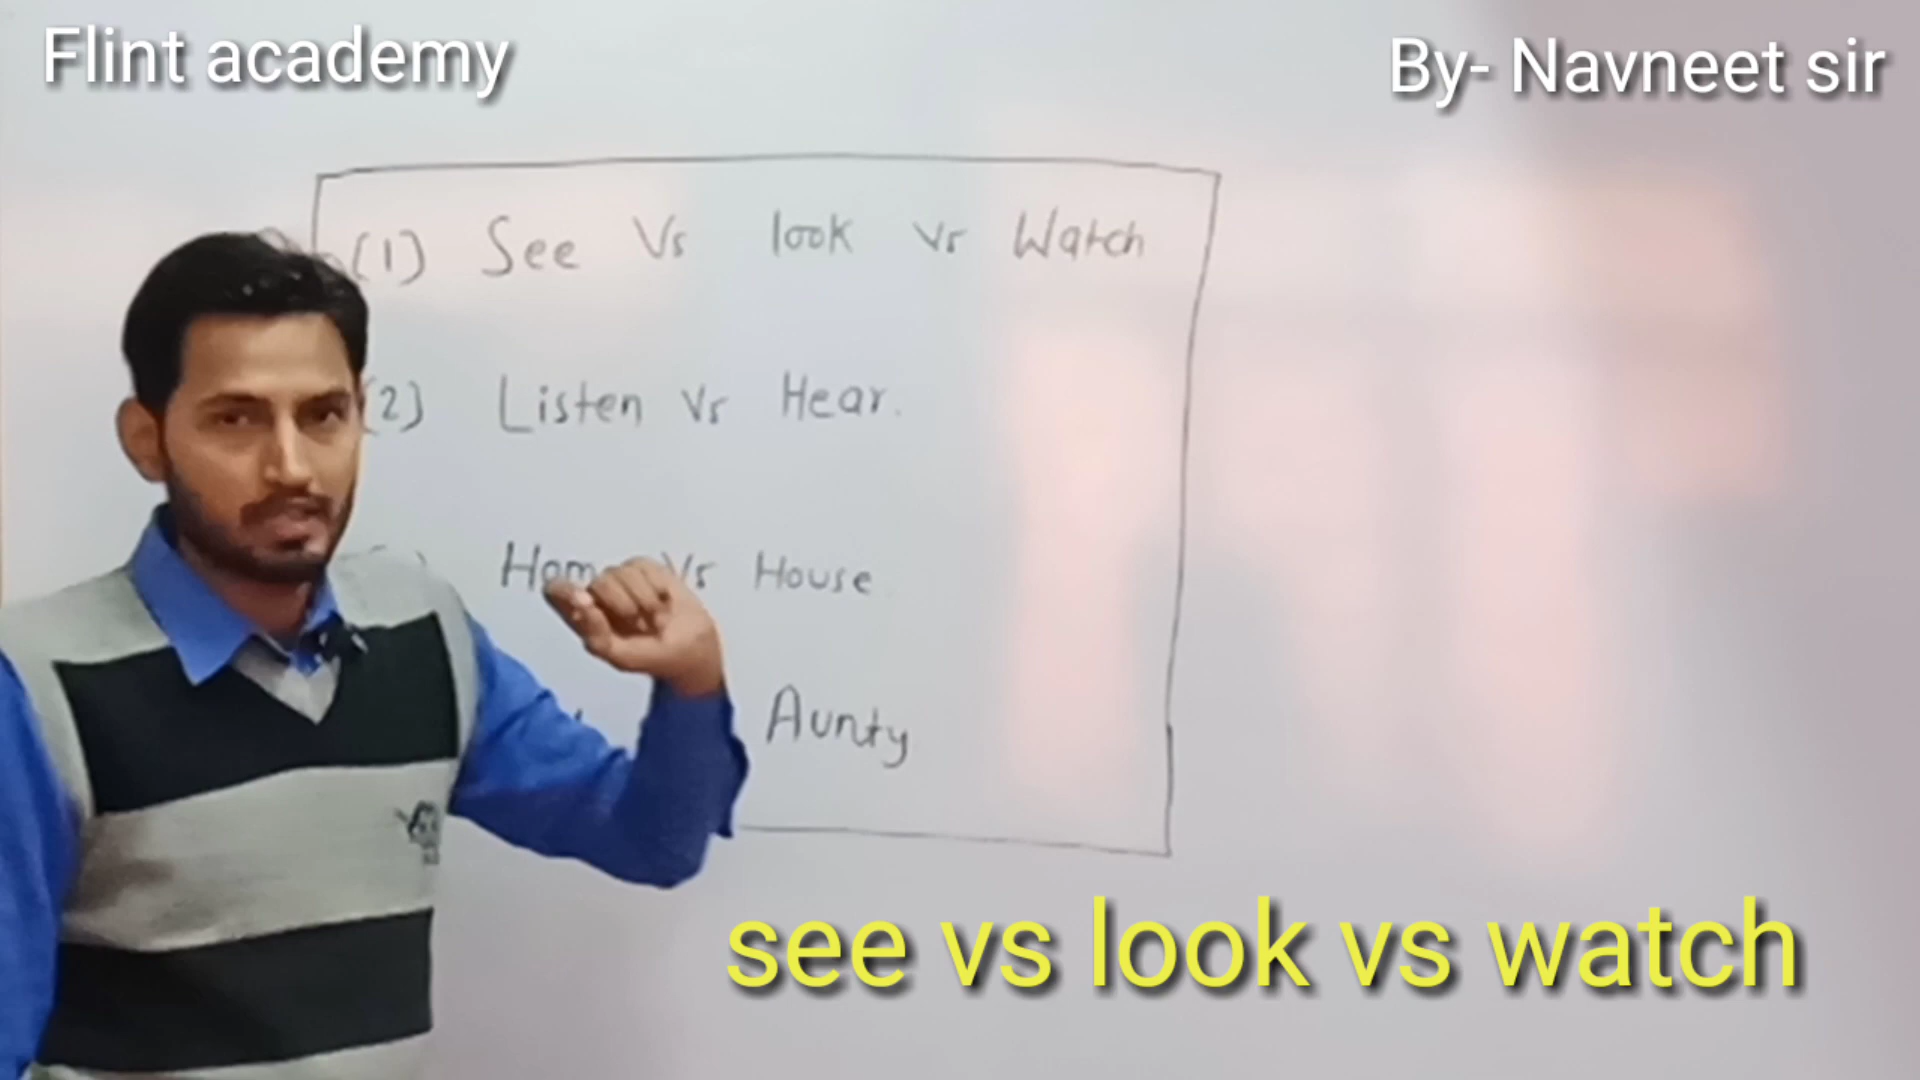 Flint academy
By- Navneet sir
(1) See Vs look vs Watch
(2) Listen Vs Hear.
Vs House
Aunty
see vs look vs watch